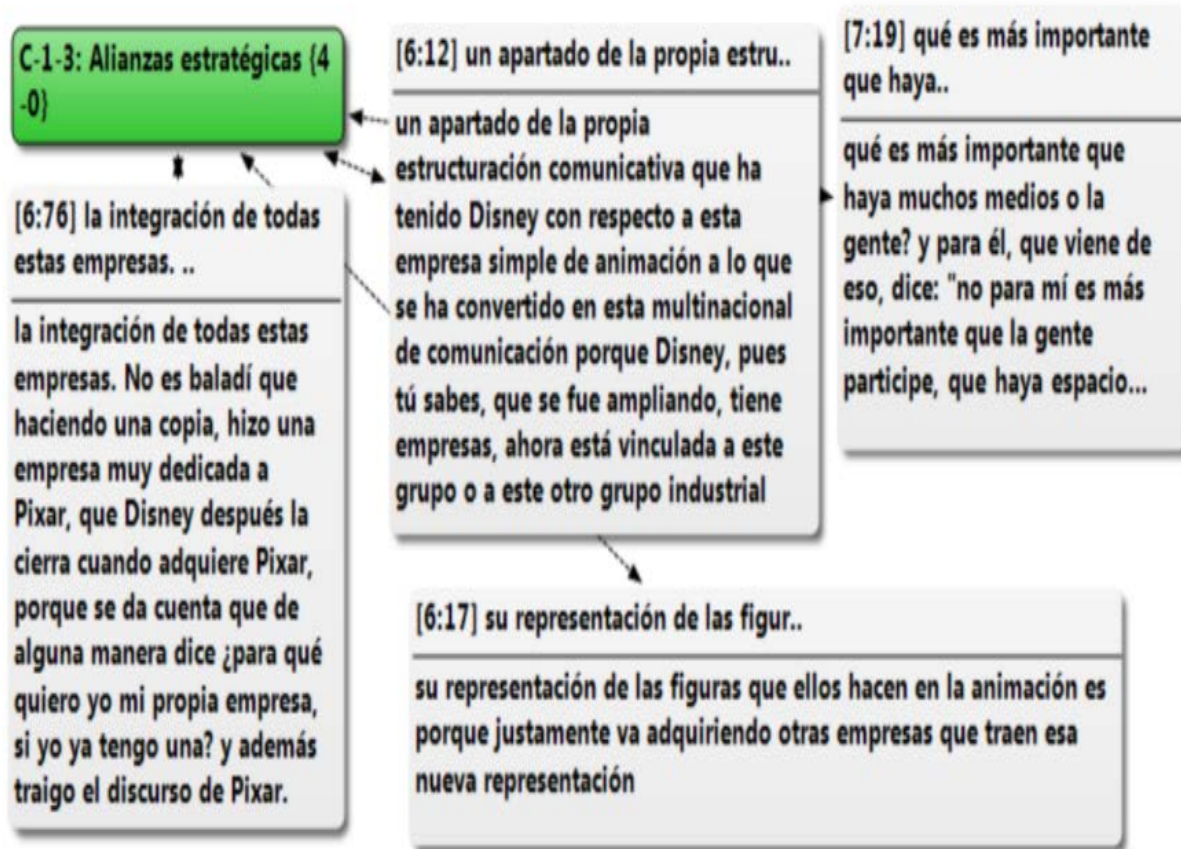 C-1-3: Alianzas estratégicas {4
-0}
[6:76] la integración de todas
estas empresas. ..
la integración de todas estas
empresas. No es baladí que
haciendo una copia, hizo una
empresa muy dedicada a
Pixar, que Disney después la
cierra cuando adquiere Pixar,
porque se da cuenta que de
alguna manera dice ¿para qué
quiero yo mi propia empresa,
si yo ya tengo una? y además
traigo el discurso de Pixar.
[6:12] un apartado de la propia estru..
un apartado de la propia
estructuración comunicativa que ha
tenido Disney con respecto a esta
empresa simple de animación a lo que
se ha convertido en esta multinacional
de comunicación porque Disney, pues
tú sabes, que se fue ampliando, tiene
empresas, ahora está vinculada a este
grupo o a este otro grupo industrial
[7:19] qué es más importante
que haya..
qué es más importante que
haya muchos medios o la
gente? y para él, que viene de
eso, dice: "no para mí es más
importante que la gente
participe, que haya espacio...
[6:17] su representación de las figur..
su representación de las figuras que ellos hacen en la animación es
porque justamente va adquiriendo otras empresas que traen esa
nueva representación